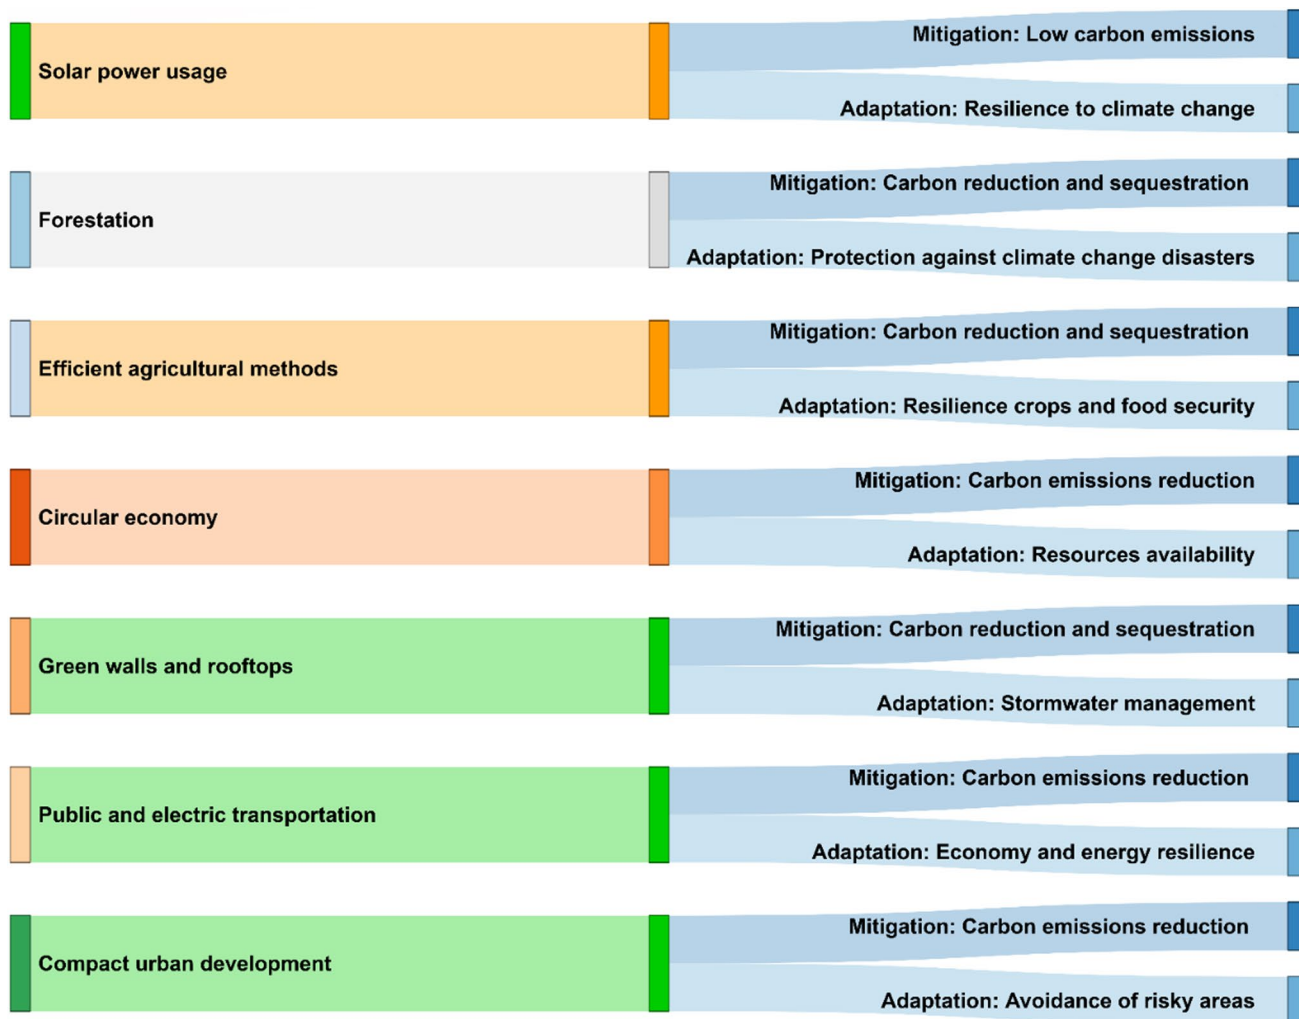 Solar power usage
Mitigation: Low carbon emissions
Adaptation: Resilience to climate change
Forestation
Mitigation: Carbon reduction and sequestration
Adaptation: Protection against climate change disasters
Efficient agricultural methods
Mitigation: Carbon reduction and sequestration
Adaptation: Resilience crops and food security
Circular economy
Mitigation: Carbon emissions reduction
Adaptation: Resources availability
Green walls and rooftops
Mitigation: Carbon reduction and sequestration
Adaptation: Stormwater management
Public and electric transportation
Mitigation: Carbon emissions reduction
Adaptation: Economy and energy resilience
Compact urban development
Mitigation: Carbon emissions reduction
Adaptation: Avoidance of risky areas